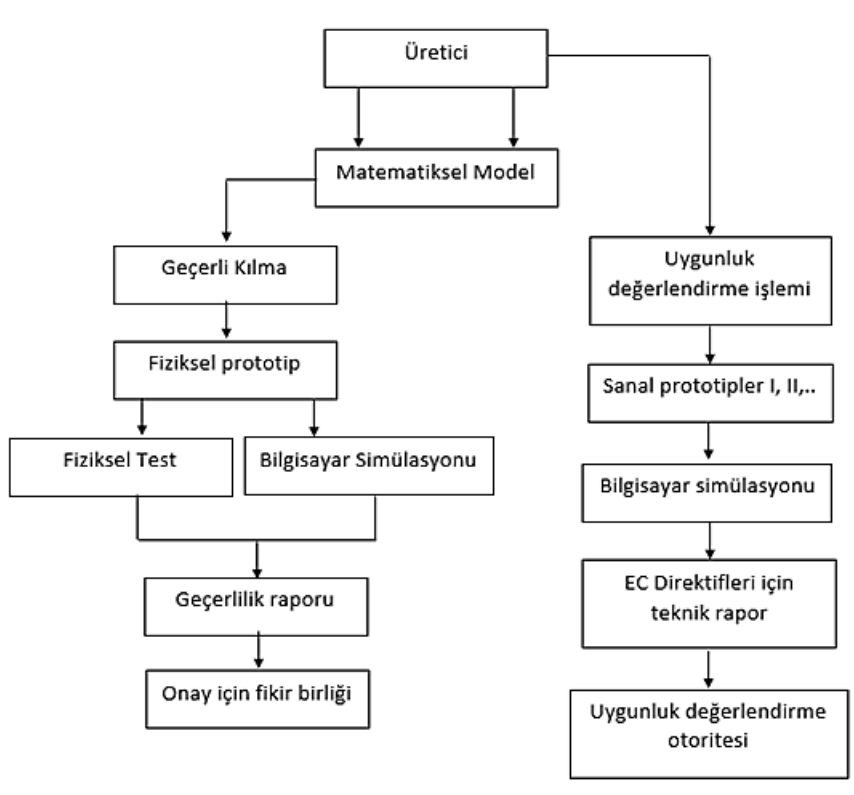 Üretici
Matematiksel Model
Geçerli Kılma
Fiziksel prototip
Fiziksel Test
Bilgisayar Simülasyonu
Geçerlilik raporu
Onay için fikir birliği
Uygunluk
değerlendirme işlemi
Sanal prototipler I, II,..
Bilgisayar simülasyonu
EC Direktifleri için
teknik rapor
Uygunluk değerlendirme
otoritesi